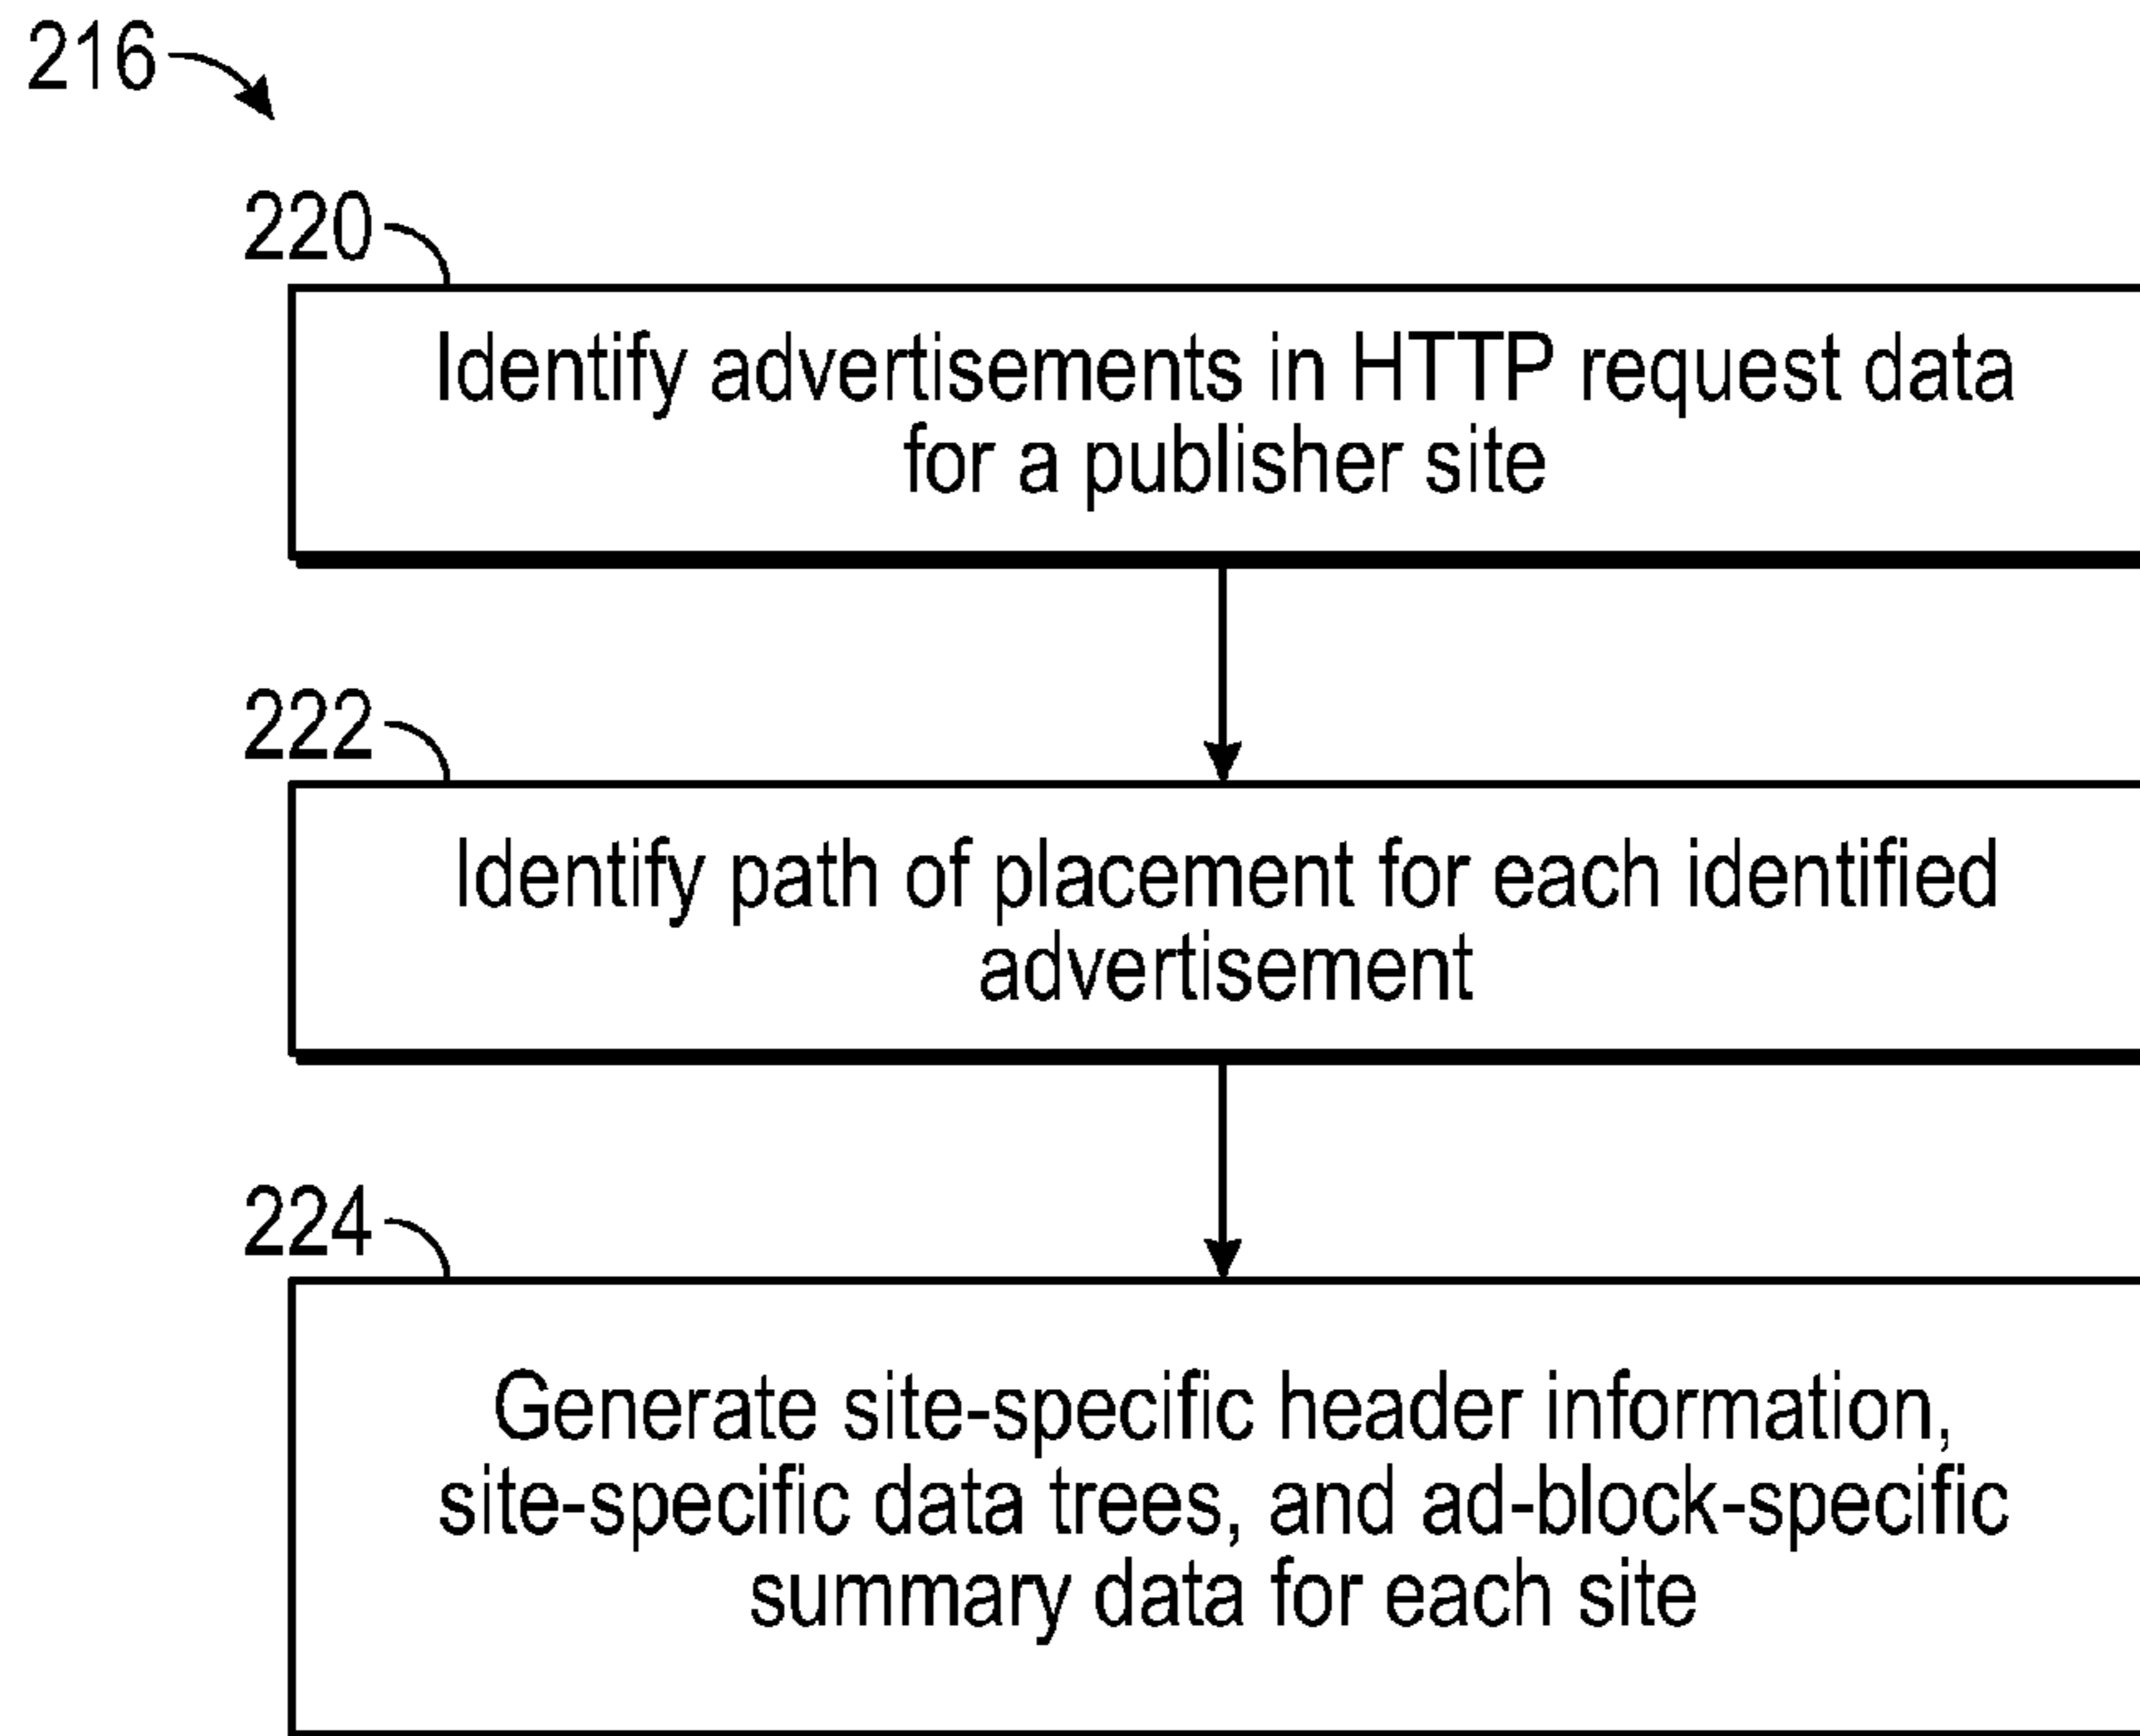 216
220
Identify advertisements in HTTP request data
for a publisher site
222
Identify path of placement for each identified
advertisement
224
Generate site-specific header information,
site-specific data trees, and ad-block-specific
summary data for each site